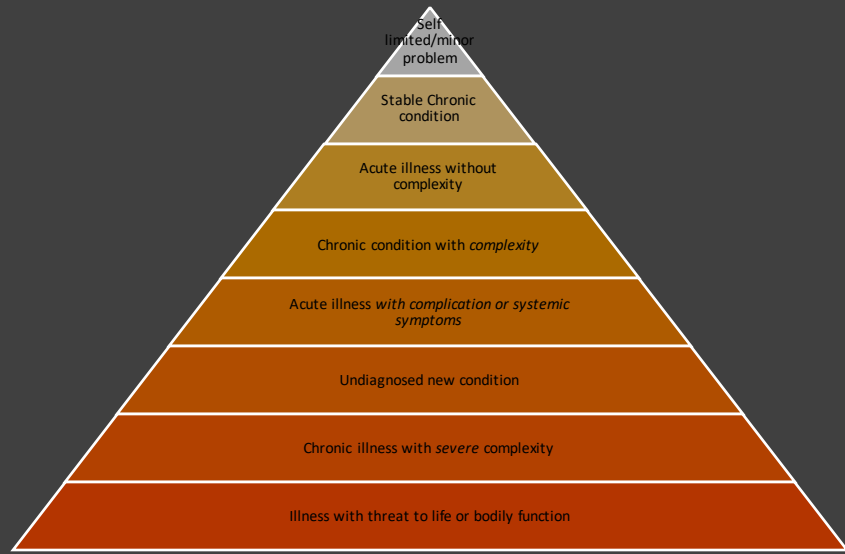 Self
limited/minor
problem
Stable Chronic
condition
Acute illness without
complexity
Chronic condition with complexity
Acute illness with complication or systemic
symptoms
Undiagnosed new condition
Chronic illness with severe complexity
Illness with threat to life or bodily function